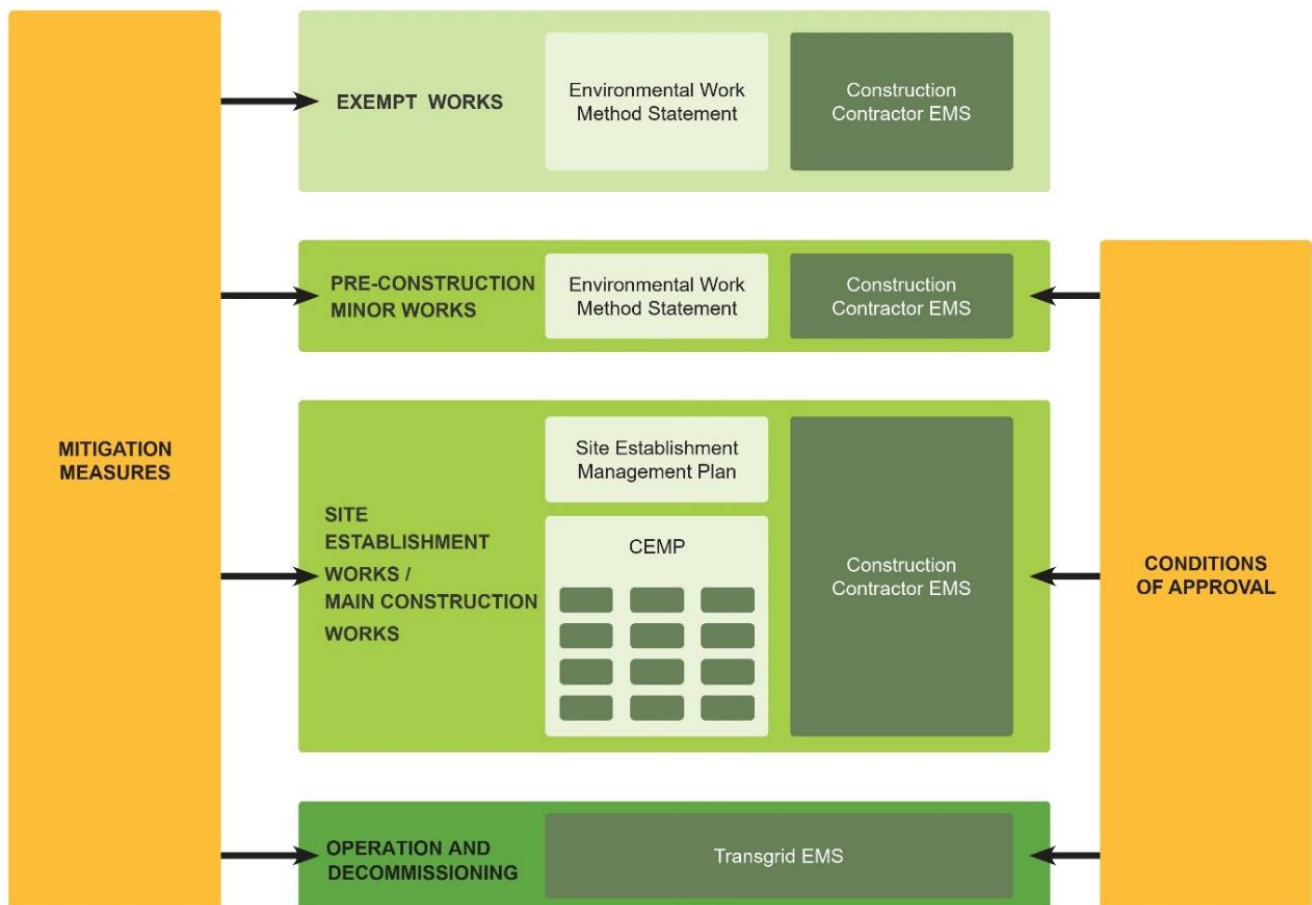 EXEMPT WORKS
Environmental Work
Method Statement
Construction
Contractor EMS
PRE-CONSTRUCTION
MINOR WORKS
Environmental Work
Method Statement
Construction
Contractor EMS
MITIGATION
MEASURES
SITE
ESTABLISHMENT
WORKS /
MAIN CONSTRUCTION
WORKS
Site Establishment
Management Plan
CEMP
Construction
Contractor EMS
CONDITIONS
OF APPROVAL
OPERATION AND
DECOMMISSIONING
Transgrid EMS